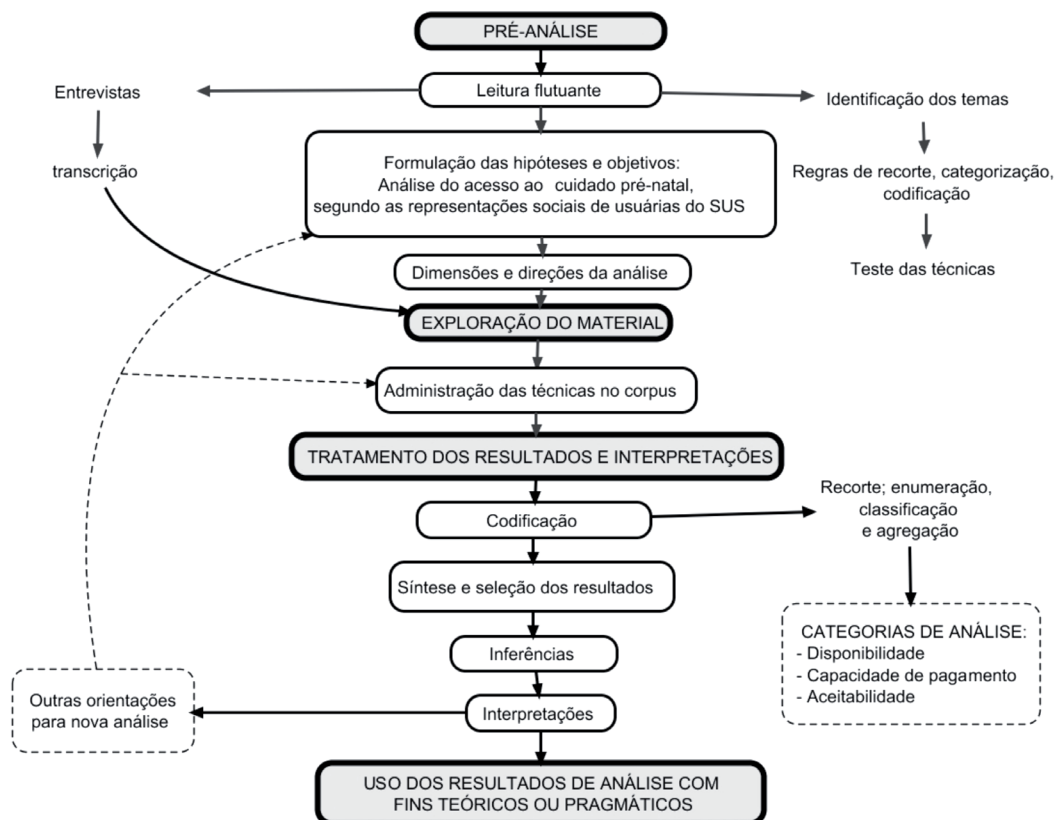 PRÉ-ANÁLISE
Entrevistas
Leitura flutuante
Identificação dos temas
transcrição
Formulação das hipóteses e objetivos:
Análise do acesso ao cuidado pré-natal,
segundo as representações sociais de usuárias do SUS
Regras de recorte, categorização,
codificação
Teste das técnicas
Dimensões e direções da análise
EXPLORAÇÃO DO MATERIAL
Administração das técnicas no corpus
TRATAMENTO DOS RESULTADOS E INTERPRETAÇÕES
Codificação
Recorte; enumeração,
classificação
e agregação
Síntese e seleção dos resultados
CATEGORIAS DE ANÁLISE:
- Disponibilidade
- Capacidade de pagamento
- Aceitabilidade
Inferências
Interpretações
Outras orientações
para nova análise
USO DOS RESULTADOS DE ANÁLISE COM
FINS TEÓRICOS OU PRAGMÁTICOS